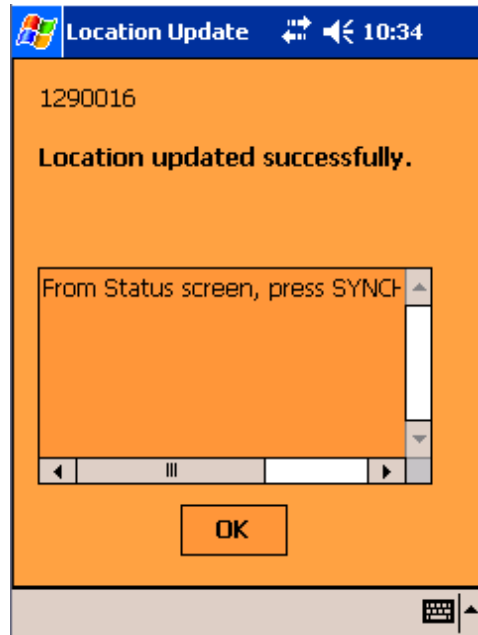 Location Update 10:34
1290016
Location updated successfully.
From Status screen, press SYNCH
OK